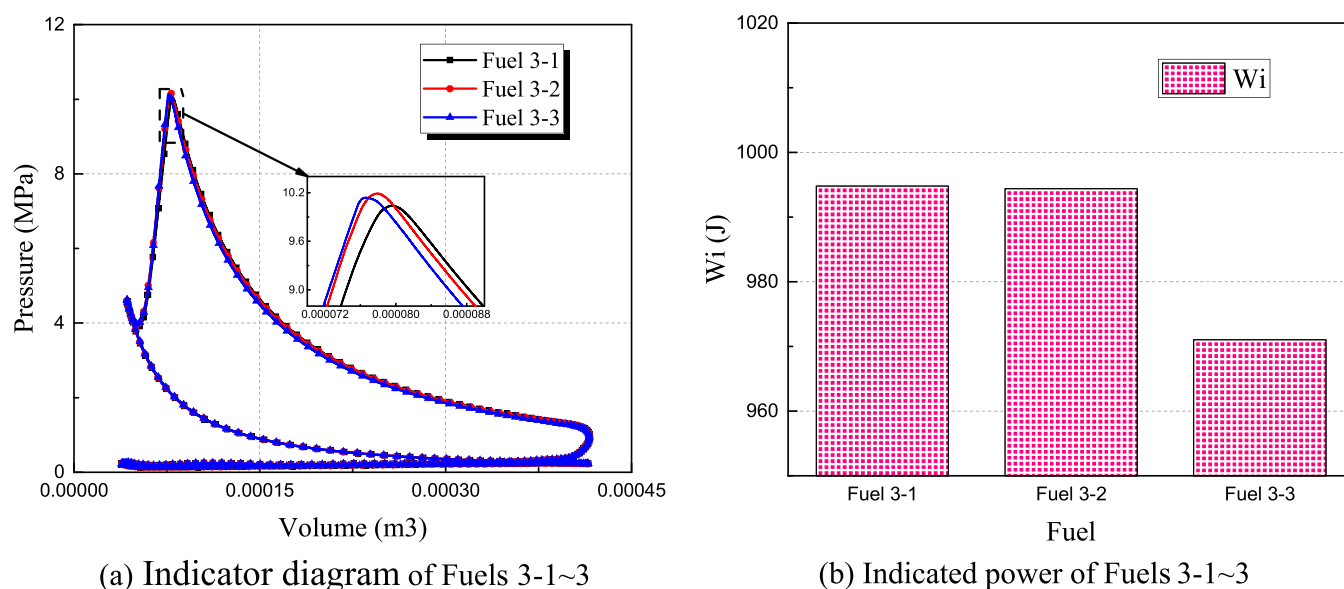 12
8
4
0
Pressure (MPa)
Fuel 3-1
Fuel 3-2
Fuel 3-3
10.2
9.6
9.0
0.000072
0.000080
0.000088
0.00000
0.00015
0.00030
0.00045
Volume (m3)
(a) Indicator diagram of Fuels 3-1~3
1020
1000
980
960
Wi (J)
Wi
Fuel 3-1
Fuel 3-2
Fuel 3-3
Fuel
(b) Indicated power of Fuels 3-1~3